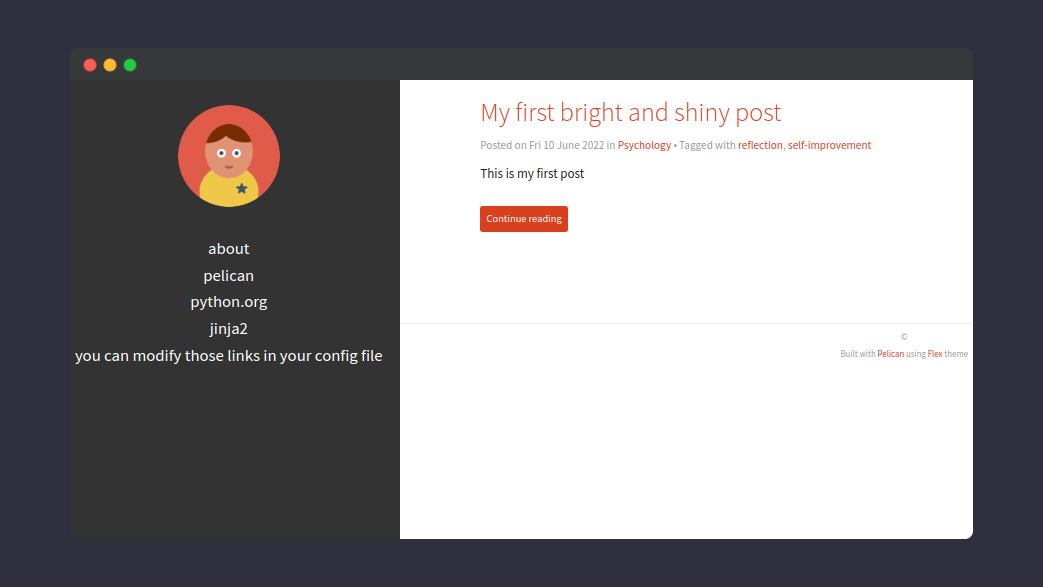 about
pelican
python.org
jinja2
you can modify those links in your config file
My first bright and shiny post
Posted on Fri 10 June 2022 in Psychology • Tagged with reflection, self-improvement
This is my first post
Continue reading
©
Built with Pelican using Flex theme